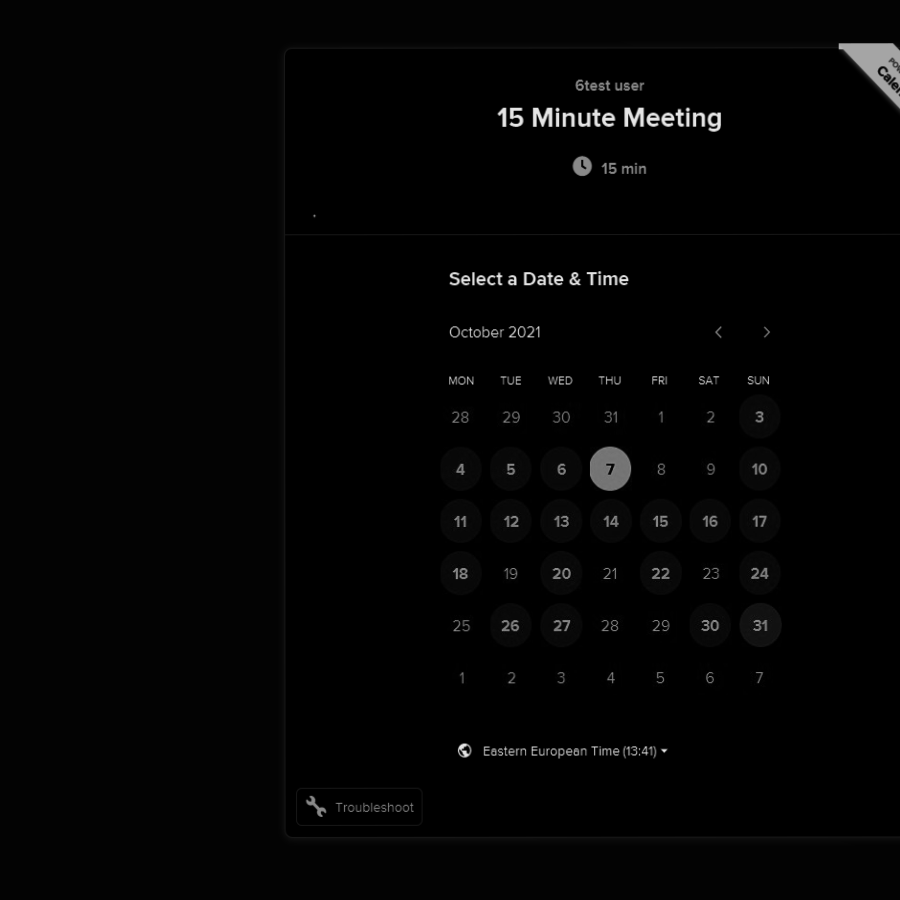 6test user
15 Minute Meeting
15 min
.
Select a Date & Time
October 2021
MON TUE WED THU FRI SAT SUN
28 29 30 31 1 2 3
4 5 6 7 8 9 10
11 12 13 14 15 16 17
18 19 20 21 22 23 24
25 26 27 28 29 30 31
1 2 3 4 5 6 7
Eastern European Time (13:41)
Troubleshoot